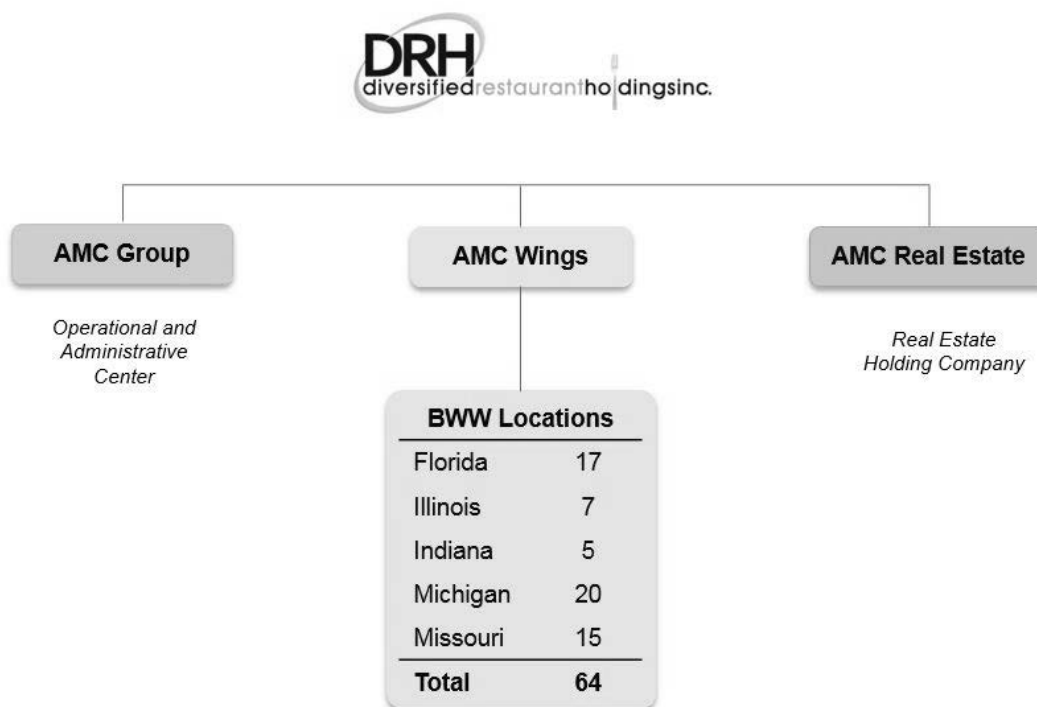 DRH
diversifiedrestaurantholdingsinc.
AMC Group
AMC Wings
AMC Real Estate
Operational and
Administrative
Center
Real Estate
Holding Company
BWW Locations
Florida 17
Illinois 7
Indiana 5
Michigan 20
Missouri 15
Total 64